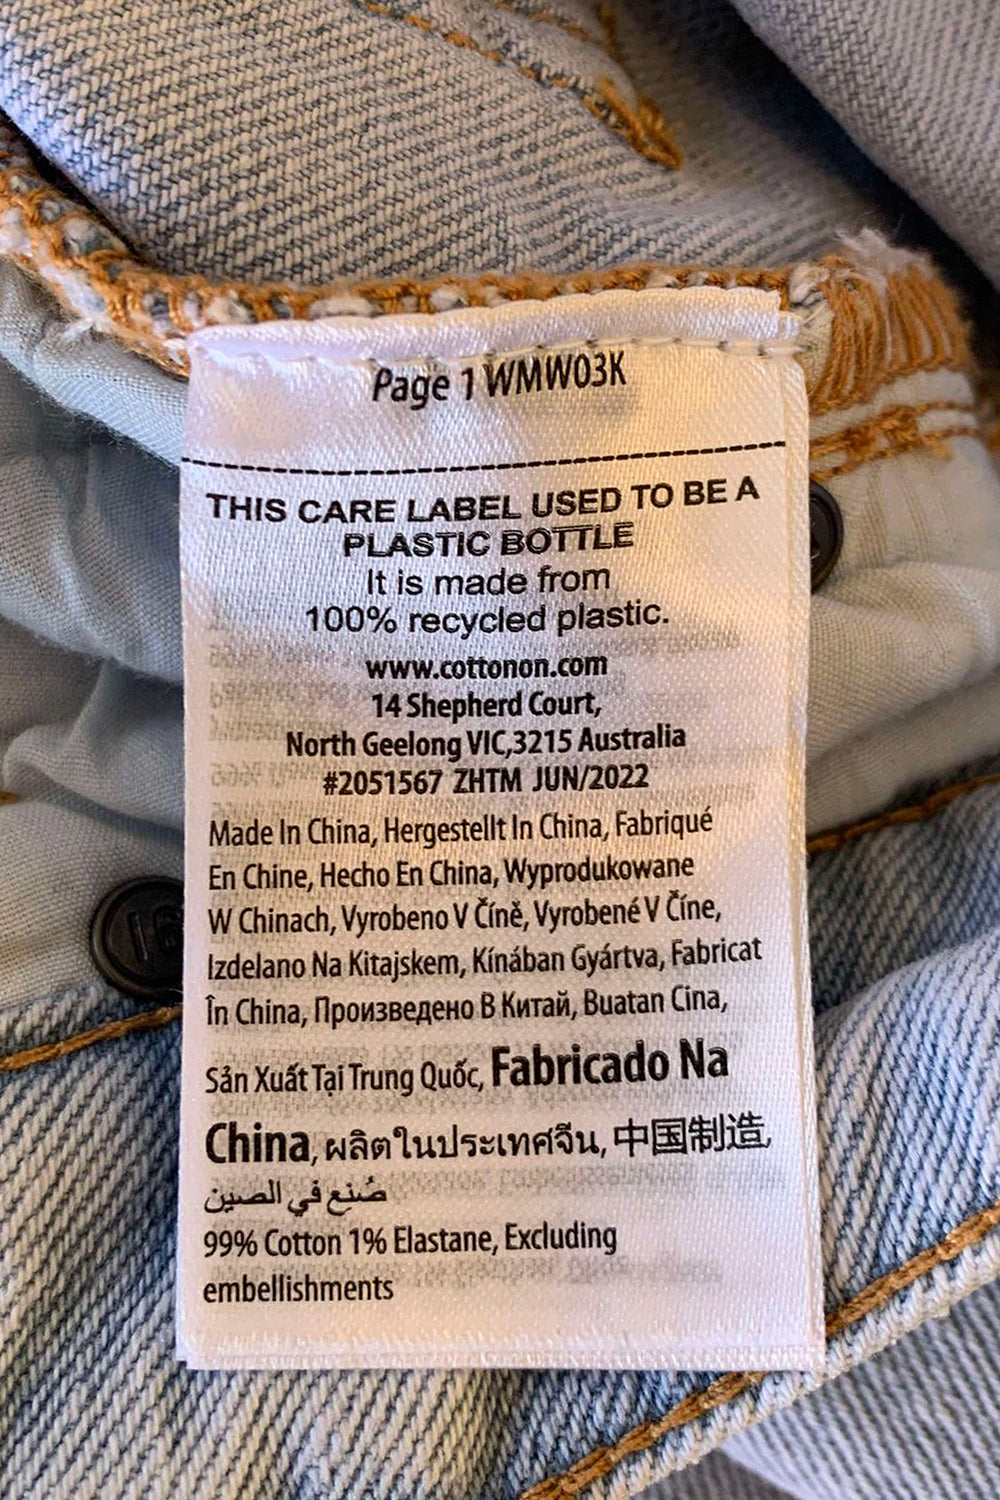 Page 1 WMW03K
THIS CARE LABEL USED TO BE A
PLASTIC BOTTLE
It is made from
100% recycled plastic.
www.cottonon.com
14 Shepherd Court,
North Geelong VIC,3215 Australia
#2051567 ZHTM JUN/2022
Made In China, Hergestellt In China, Fabriqué
En Chine, Hecho En China, Wyprodukowane
W Chinach, Vyrobeno V Číně, Vyrobené V Číne,
Izdelano Na Kitajskem, Kínában Gyártva, Fabricat
În China, Произведено В Китай, Buatan Cina,
Sản Xuất Tại Trung Quốc, Fabricado Na
China, ผลิตในประเทศจีน, 中国制造,
صُنع في الصين
99% Cotton 1% Elastane, Excluding
embellishments